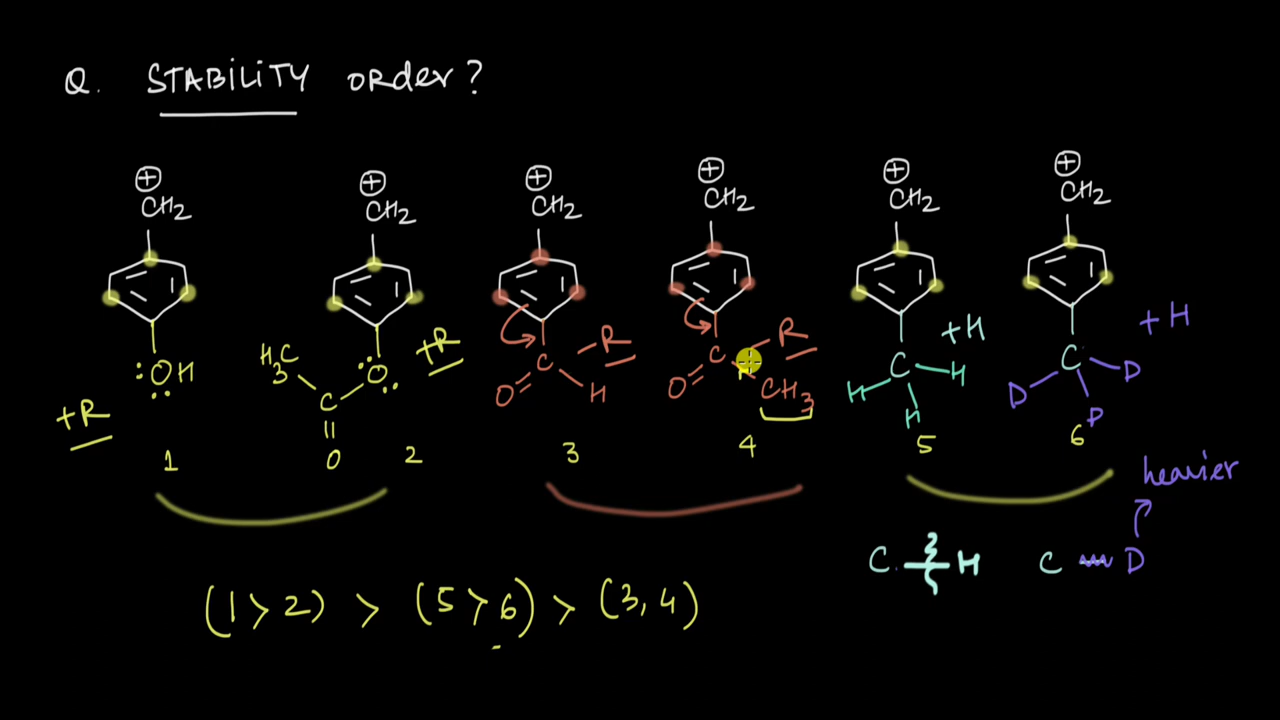 Q. STABILITY ORder?
⊕ ⊕ ⊕ ⊕ ⊕ ⊕
CH2 CH2 CH2 CH2 CH2 CH2
:OH
+R
1
H3C
O
+R
C
O
2
C
R
O
H
3
C
R
O
CH3
4
+H
C
H
H
H
5
+H
C
D
D
D
6
heavier
C H C D
(1 > 2) > (5 > 6) > (3, 4)